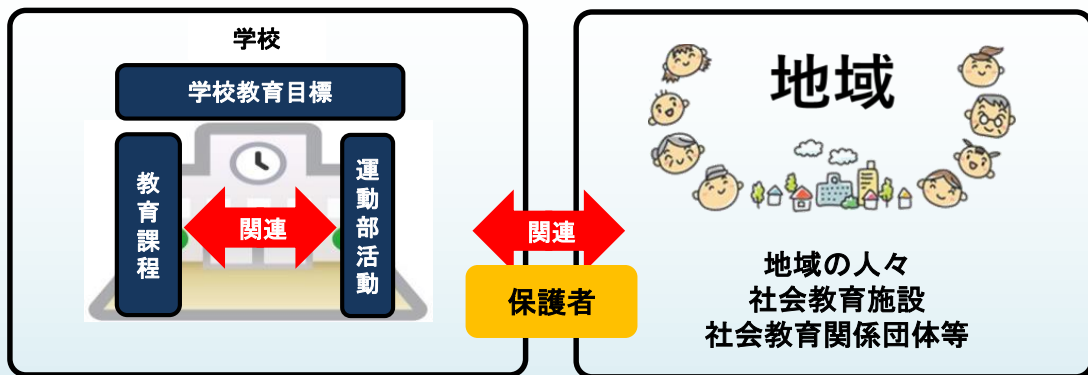 学校
学校教育目標
教育課程
関連
運動部活動
関連
保護者
地域
地域の人々
社会教育施設
社会教育関係団体等